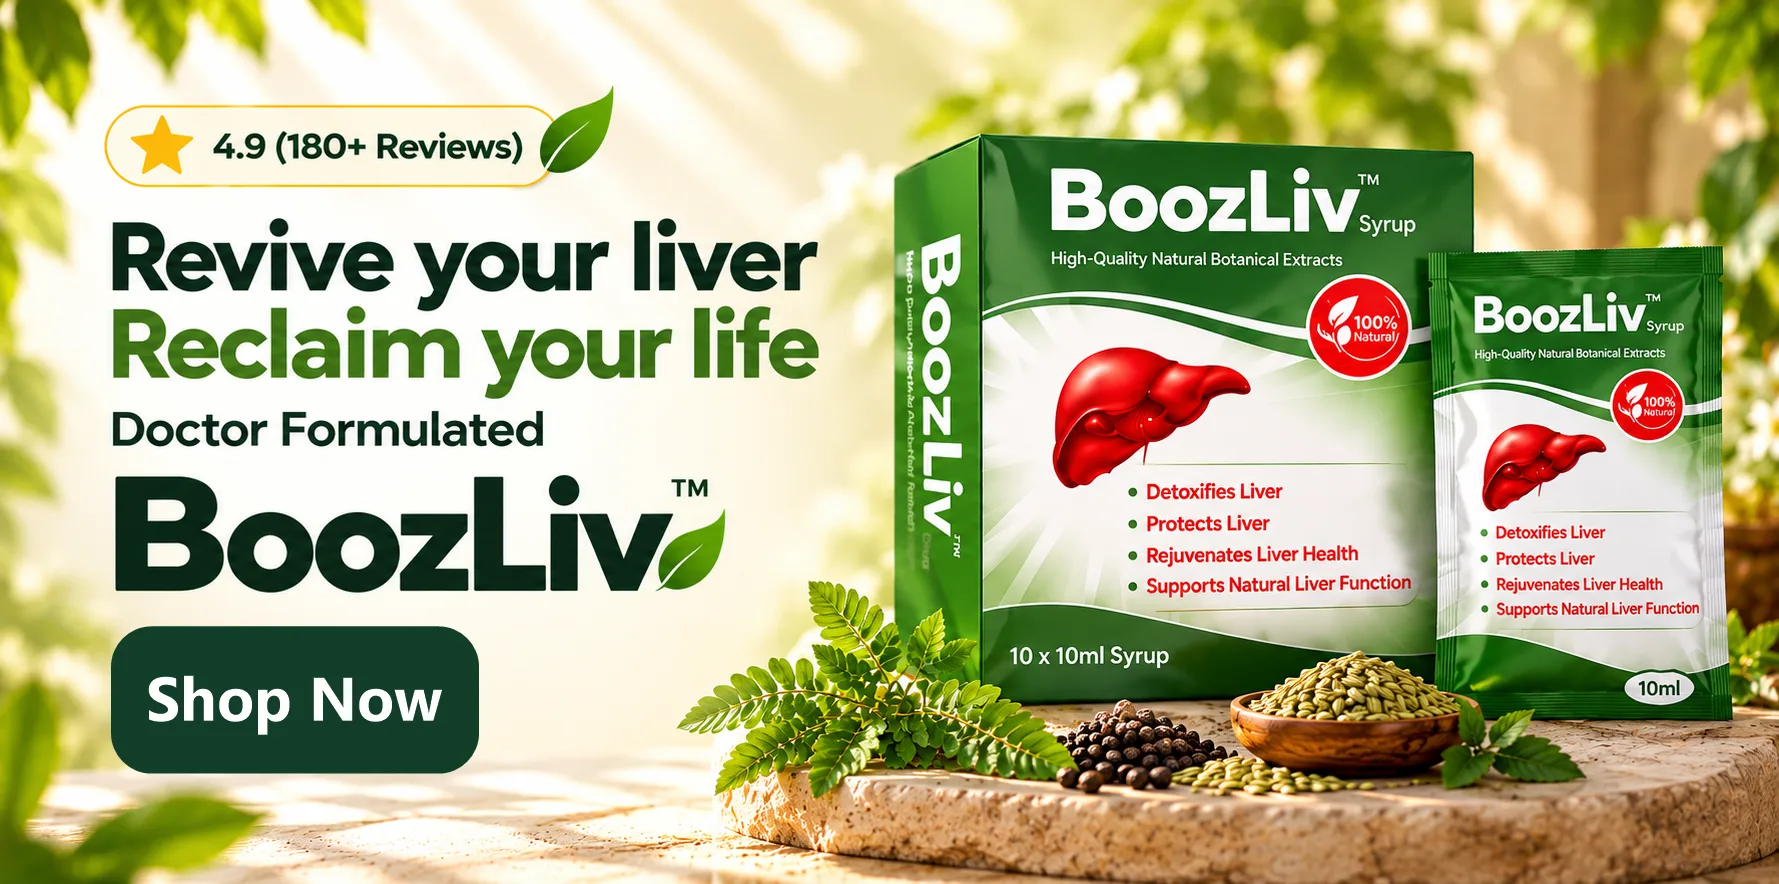 4.9 (180+ Reviews)
Revive your liver
Reclaim your life
Doctor Formulated
BoozLiv™
Shop Now
BoozLiv™
BoozLiv™ Syrup
High-Quality Natural Botanical Extracts
100%
Natural
Detoxifies Liver
Protects Liver
Rejuvenates Liver Health
Supports Natural Liver Function
10 x 10ml Syrup
BoozLiv™ Syrup
High-Quality Natural Botanical Extracts
100%
Natural
Detoxifies Liver
Protects Liver
Rejuvenates Liver Health
Supports Natural Liver Function
10ml